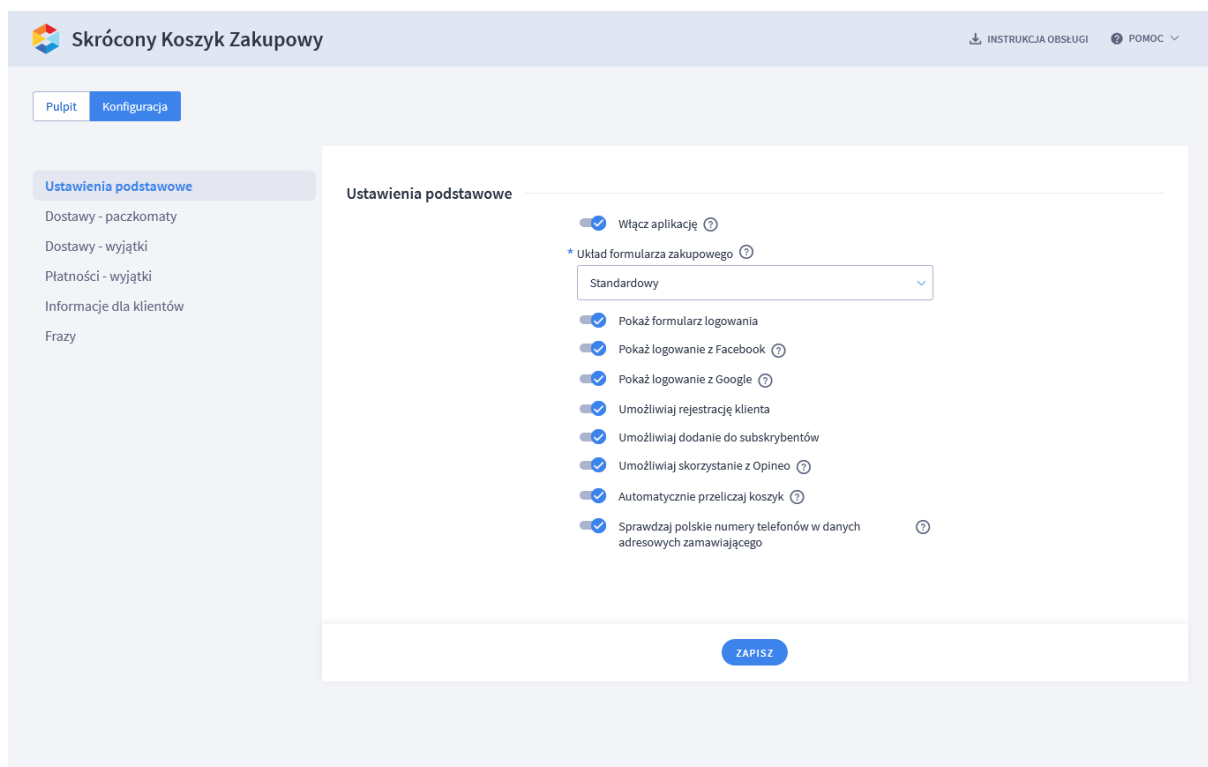 Skrócony Koszyk Zakupowy
INSTRUKCJA OBSŁUGI
POMOC
Pulpit
Konfiguracja
Ustawienia podstawowe
Dostawy - paczkomaty
Dostawy - wyjątki
Płatności - wyjątki
Informacje dla klientów
Frazy
Ustawienia podstawowe
Włącz aplikację ?
* Układ formularza zakupowego ?
Standardowy
Pokaż formularz logowania
Pokaż logowanie z Facebook ?
Pokaż logowanie z Google ?
Umożliwiaj rejestrację klienta
Umożliwiaj dodanie do subskrybentów
Umożliwiaj skorzystanie z Opineo ?
Automatycznie przeliczaj koszyk ?
Sprawdzaj polskie numery telefonów w danych ?
adresowych zamawiającego
ZAPISZ